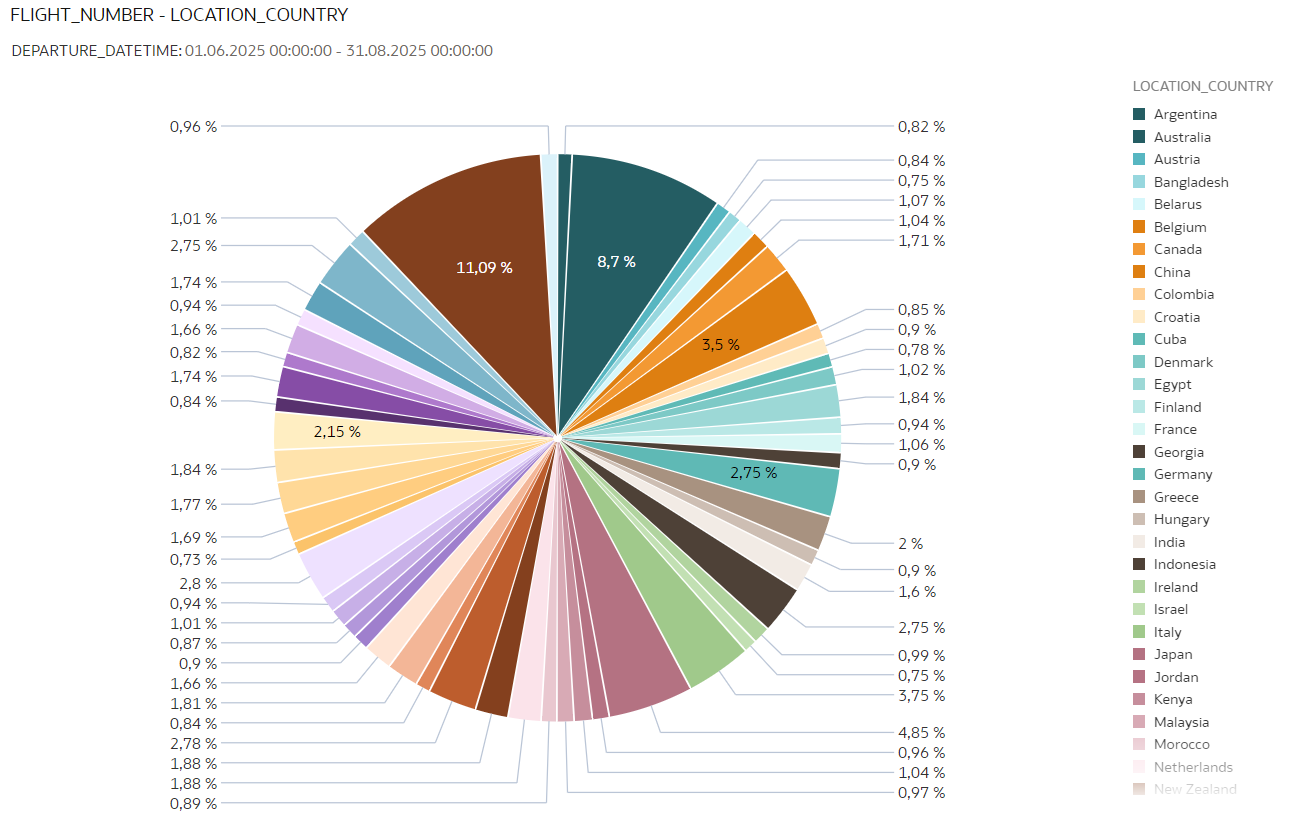 FLIGHT_NUMBER - LOCATION_COUNTRY
DEPARTURE_DATETIME: 01.06.2025 00:00:00 - 31.08.2025 00:00:00
0,96 %
1,01 %
2,75 %
1,74 %
0,94 %
1,66 %
0,82 %
1,74 %
0,84 %
1,84 %
1,77 %
1,69 %
0,73 %
2,8 %
0,94 %
1,01 %
0,87 %
0,9 %
1,66 %
1,81 %
0,84 %
2,78 %
1,88 %
1,88 %
0,89 %
11,09 %
8,7 %
3,5 %
2,15 %
2,75 %
0,82 %
0,84 %
0,75 %
1,07 %
1,04 %
1,71 %
0,85 %
0,9 %
0,78 %
1,02 %
1,84 %
0,94 %
1,06 %
0,9 %
2 %
0,9 %
1,6 %
2,75 %
0,99 %
0,75 %
3,75 %
4,85 %
0,96 %
1,04 %
0,97 %
LOCATION_COUNTRY
Argentina
Australia
Austria
Bangladesh
Belarus
Belgium
Canada
China
Colombia
Croatia
Cuba
Denmark
Egypt
Finland
France
Georgia
Germany
Greece
Hungary
India
Indonesia
Ireland
Israel
Italy
Japan
Jordan
Kenya
Malaysia
Morocco
Netherlands
New Zealand